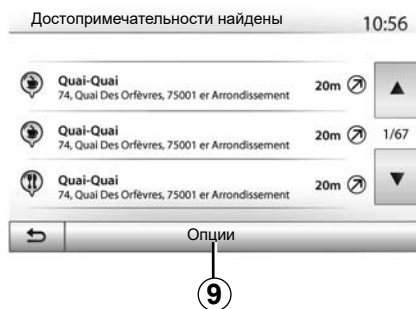 Достопримечательности найдены 10:56
Quai-Quai
74, Quai Des Orfèvres, 75001 er Arrondissement
20m
Quai-Quai
74, Quai Des Orfèvres, 75001 er Arrondissement
20m
1/67
Quai-Quai
74, Quai Des Orfèvres, 75001 er Arrondissement
20m
Опции
9